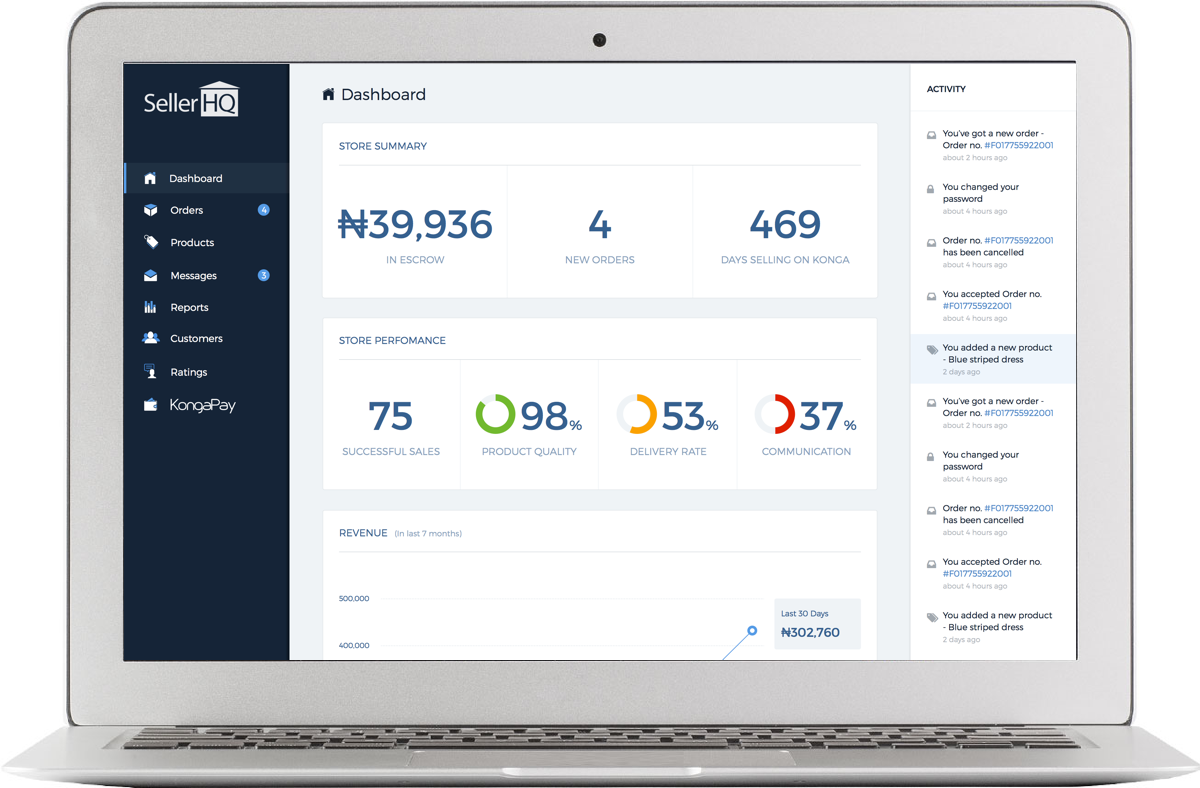 SellerHQ
Dashboard
Orders 4
Products
Messages 3
Reports
Customers
Ratings
KongaPay
Dashboard
STORE SUMMARY
₦39,936
IN ESCROW
4
NEW ORDERS
469
DAYS SELLING ON KONGA
STORE PERFOMANCE
75
SUCCESSFUL SALES
98%
PRODUCT QUALITY
53%
DELIVERY RATE
37%
COMMUNICATION
REVENUE (In last 7 months)
500,000
400,000
Last 30 Days
₦302,760
ACTIVITY
You've got a new order -
Order no. #F017755922001
about 2 hours ago
You changed your
password
about 4 hours ago
Order no. #F017755922001
has been cancelled
about 4 hours ago
You accepted Order no.
#F017755922001
about 4 hours ago
You added a new product
- Blue striped dress
2 days ago
You've got a new order -
Order no. #F017755922001
about 2 hours ago
You changed your
password
about 4 hours ago
Order no. #F017755922001
has been cancelled
about 4 hours ago
You accepted Order no.
#F017755922001
about 4 hours ago
You added a new product
- Blue striped dress
2 days ago